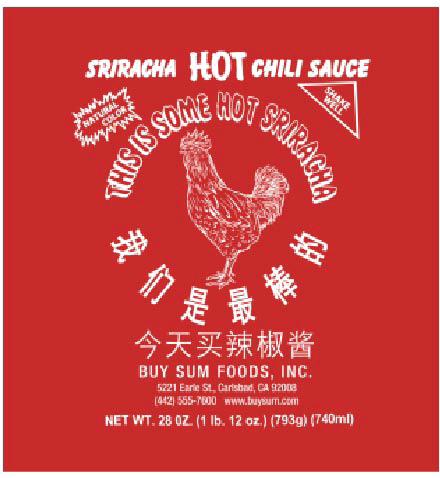 SRIRACHA HOT CHILI SAUCE
SHAKE WELL
NATURAL COLOR
THIS IS SOME HOT SRIRACHA
我们是最棒的
今天买辣椒酱
BUY SUM FOODS, INC.
5221 Earle St., Carlsbad, CA 92008
(442) 555-7600 www.buysum.com
NET WT. 28 OZ. (1 lb. 12 oz.) (793g) (740ml)